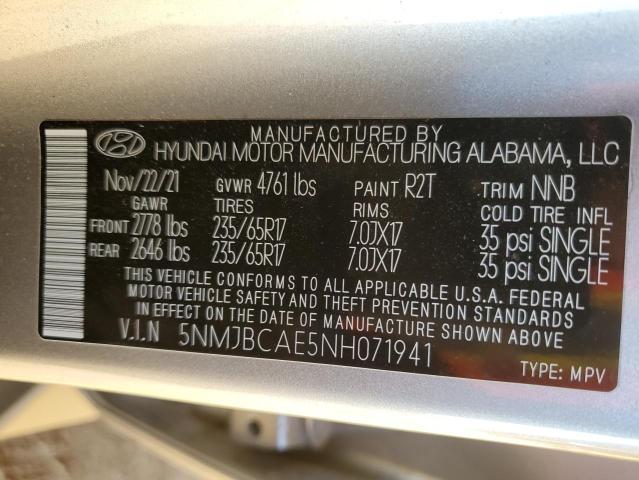 MANUFACTURED BY
HYUNDAI MOTOR MANUFACTURING ALABAMA, LLC
Nov/22/21 GVWR 4761 lbs PAINT R2T TRIM NNB
GAWR TIRES RIMS COLD TIRE INFL
FRONT 2778 lbs 235/65R17 7.0JX17 35 psi SINGLE
REAR 2646 lbs 235/65R17 7.0JX17 35 psi SINGLE
THIS VEHICLE CONFORMS TO ALL APPLICABLE U.S.A. FEDERAL
MOTOR VEHICLE SAFETY AND THEFT PREVENTION STANDARDS
IN EFFECT ON THE DATE OF MANUFACTURE SHOWN ABOVE
V.I.N 5NMJBCAE5NH071941
TYPE: MPV